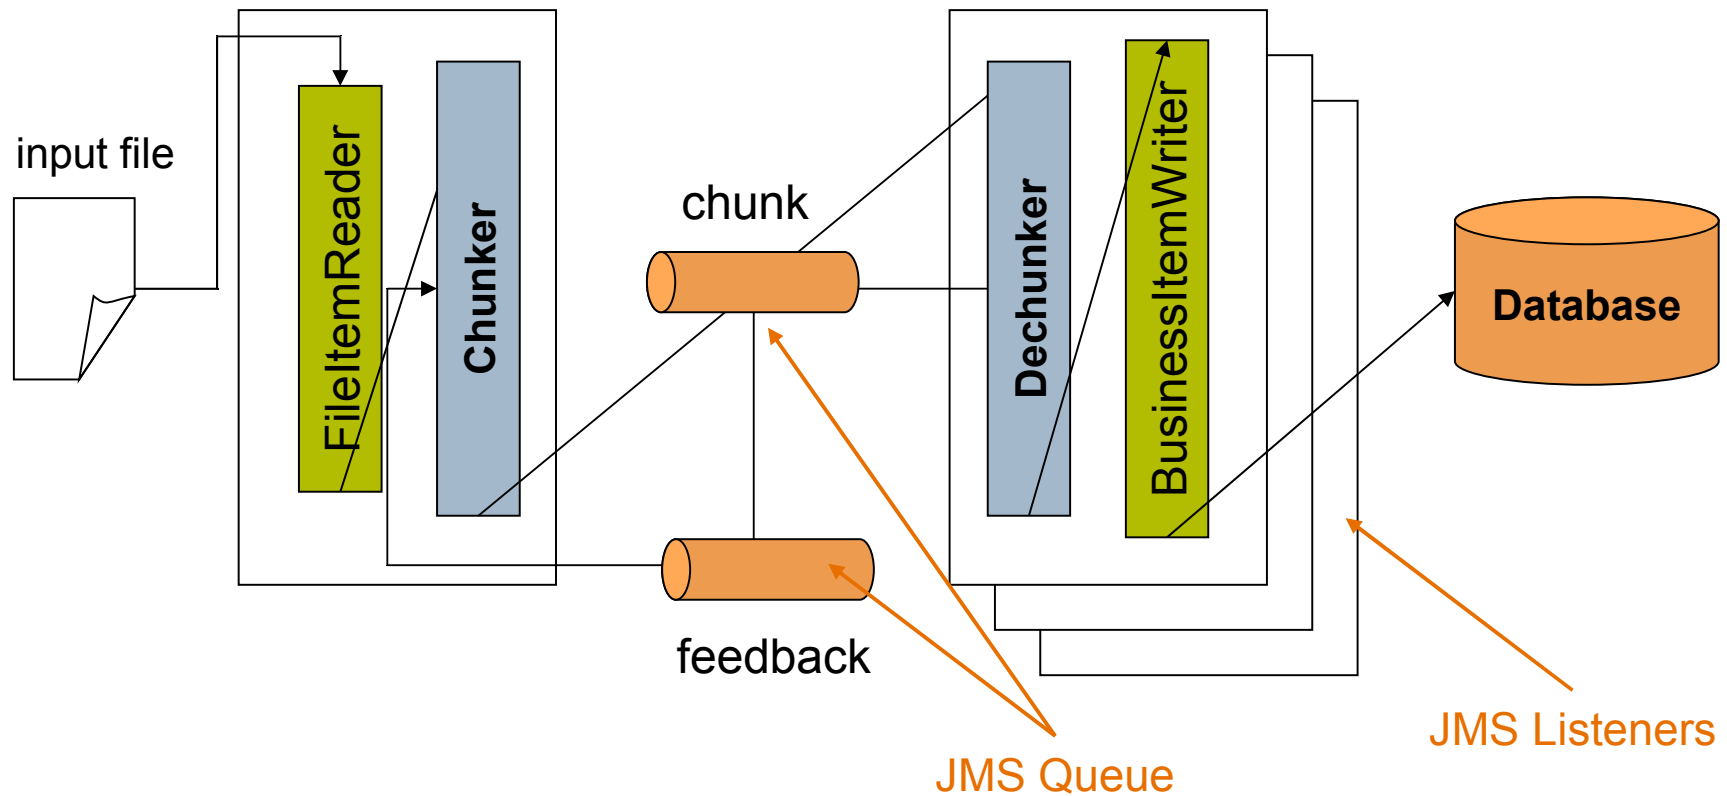 input file
FileItemReader
Chunker
chunk
feedback
Dechunker
BusinessItemWriter
Database
JMS Queue
JMS Listeners